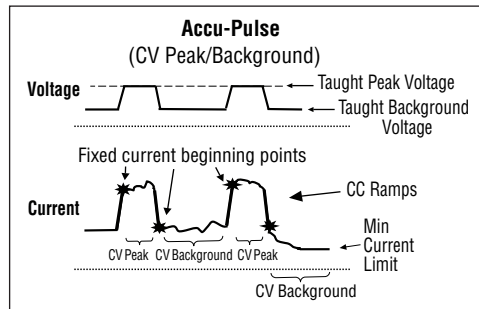 Accu-Pulse
(CV Peak/Background)
Voltage
Taught Peak Voltage
Taught Background
Voltage
Fixed current beginning points
Current
CC Ramps
Min
Current
Limit
CV Peak
CV Background
CV Peak
CV Background